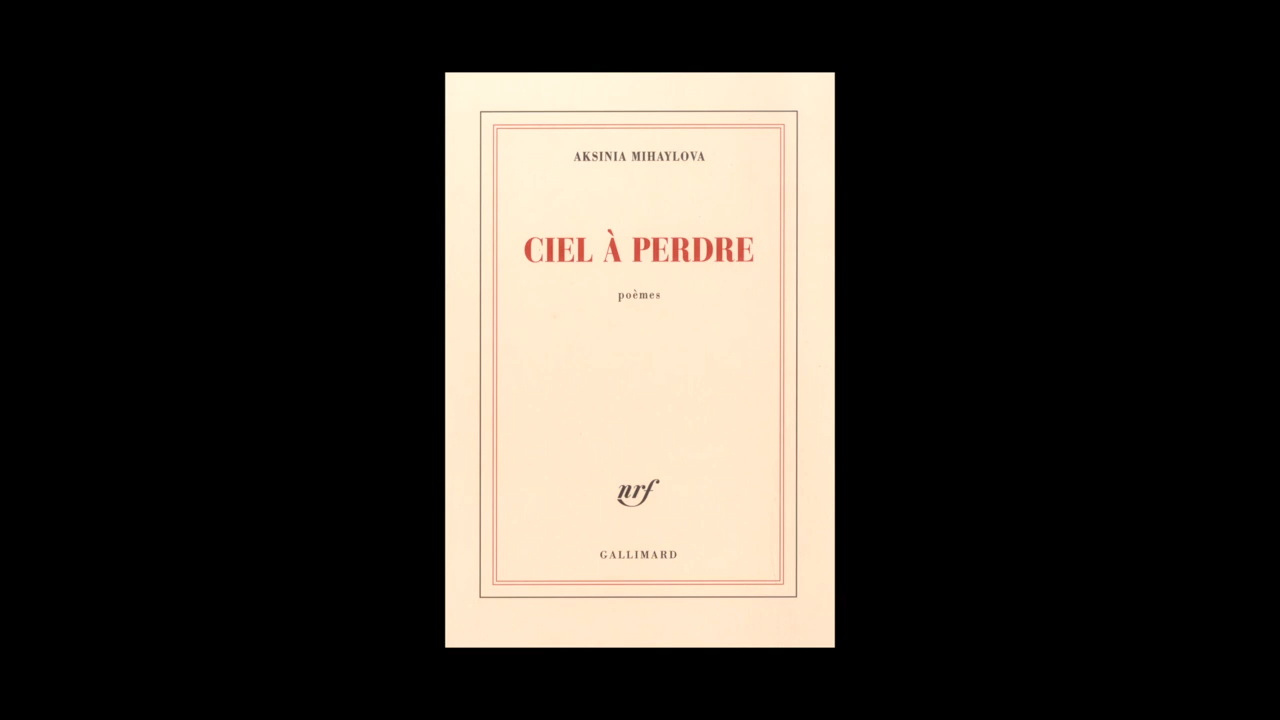 AKSINIA MIHAYLOVA
CIEL À PERDRE
poèmes
nrf
GALLIMARD